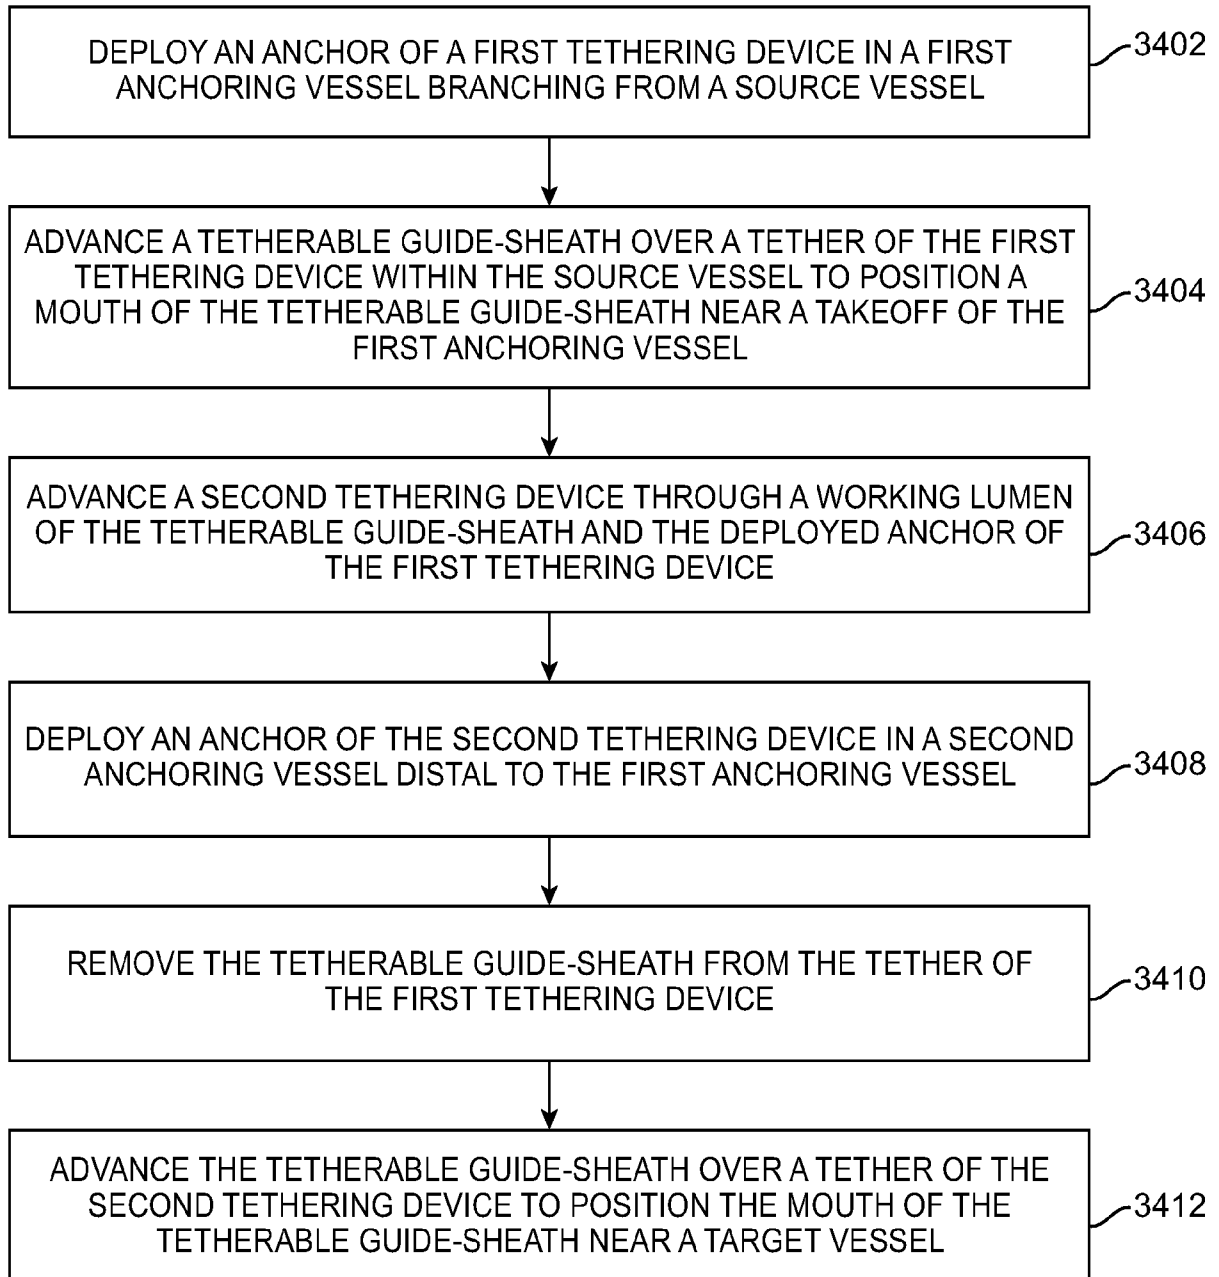 DEPLOY AN ANCHOR OF A FIRST TETHERING DEVICE IN A FIRST
ANCHORING VESSEL BRANCHING FROM A SOURCE VESSEL
3402
ADVANCE A TETHERABLE GUIDE-SHEATH OVER A TETHER OF THE FIRST
TETHERING DEVICE WITHIN THE SOURCE VESSEL TO POSITION A
MOUTH OF THE TETHERABLE GUIDE-SHEATH NEAR A TAKEOFF OF THE
FIRST ANCHORING VESSEL
3404
ADVANCE A SECOND TETHERING DEVICE THROUGH A WORKING LUMEN
OF THE TETHERABLE GUIDE-SHEATH AND THE DEPLOYED ANCHOR OF
THE FIRST TETHERING DEVICE
3406
DEPLOY AN ANCHOR OF THE SECOND TETHERING DEVICE IN A SECOND
ANCHORING VESSEL DISTAL TO THE FIRST ANCHORING VESSEL
3408
REMOVE THE TETHERABLE GUIDE-SHEATH FROM THE TETHER OF
THE FIRST TETHERING DEVICE
3410
ADVANCE THE TETHERABLE GUIDE-SHEATH OVER A TETHER OF THE
SECOND TETHERING DEVICE TO POSITION THE MOUTH OF THE
TETHERABLE GUIDE-SHEATH NEAR A TARGET VESSEL
3412